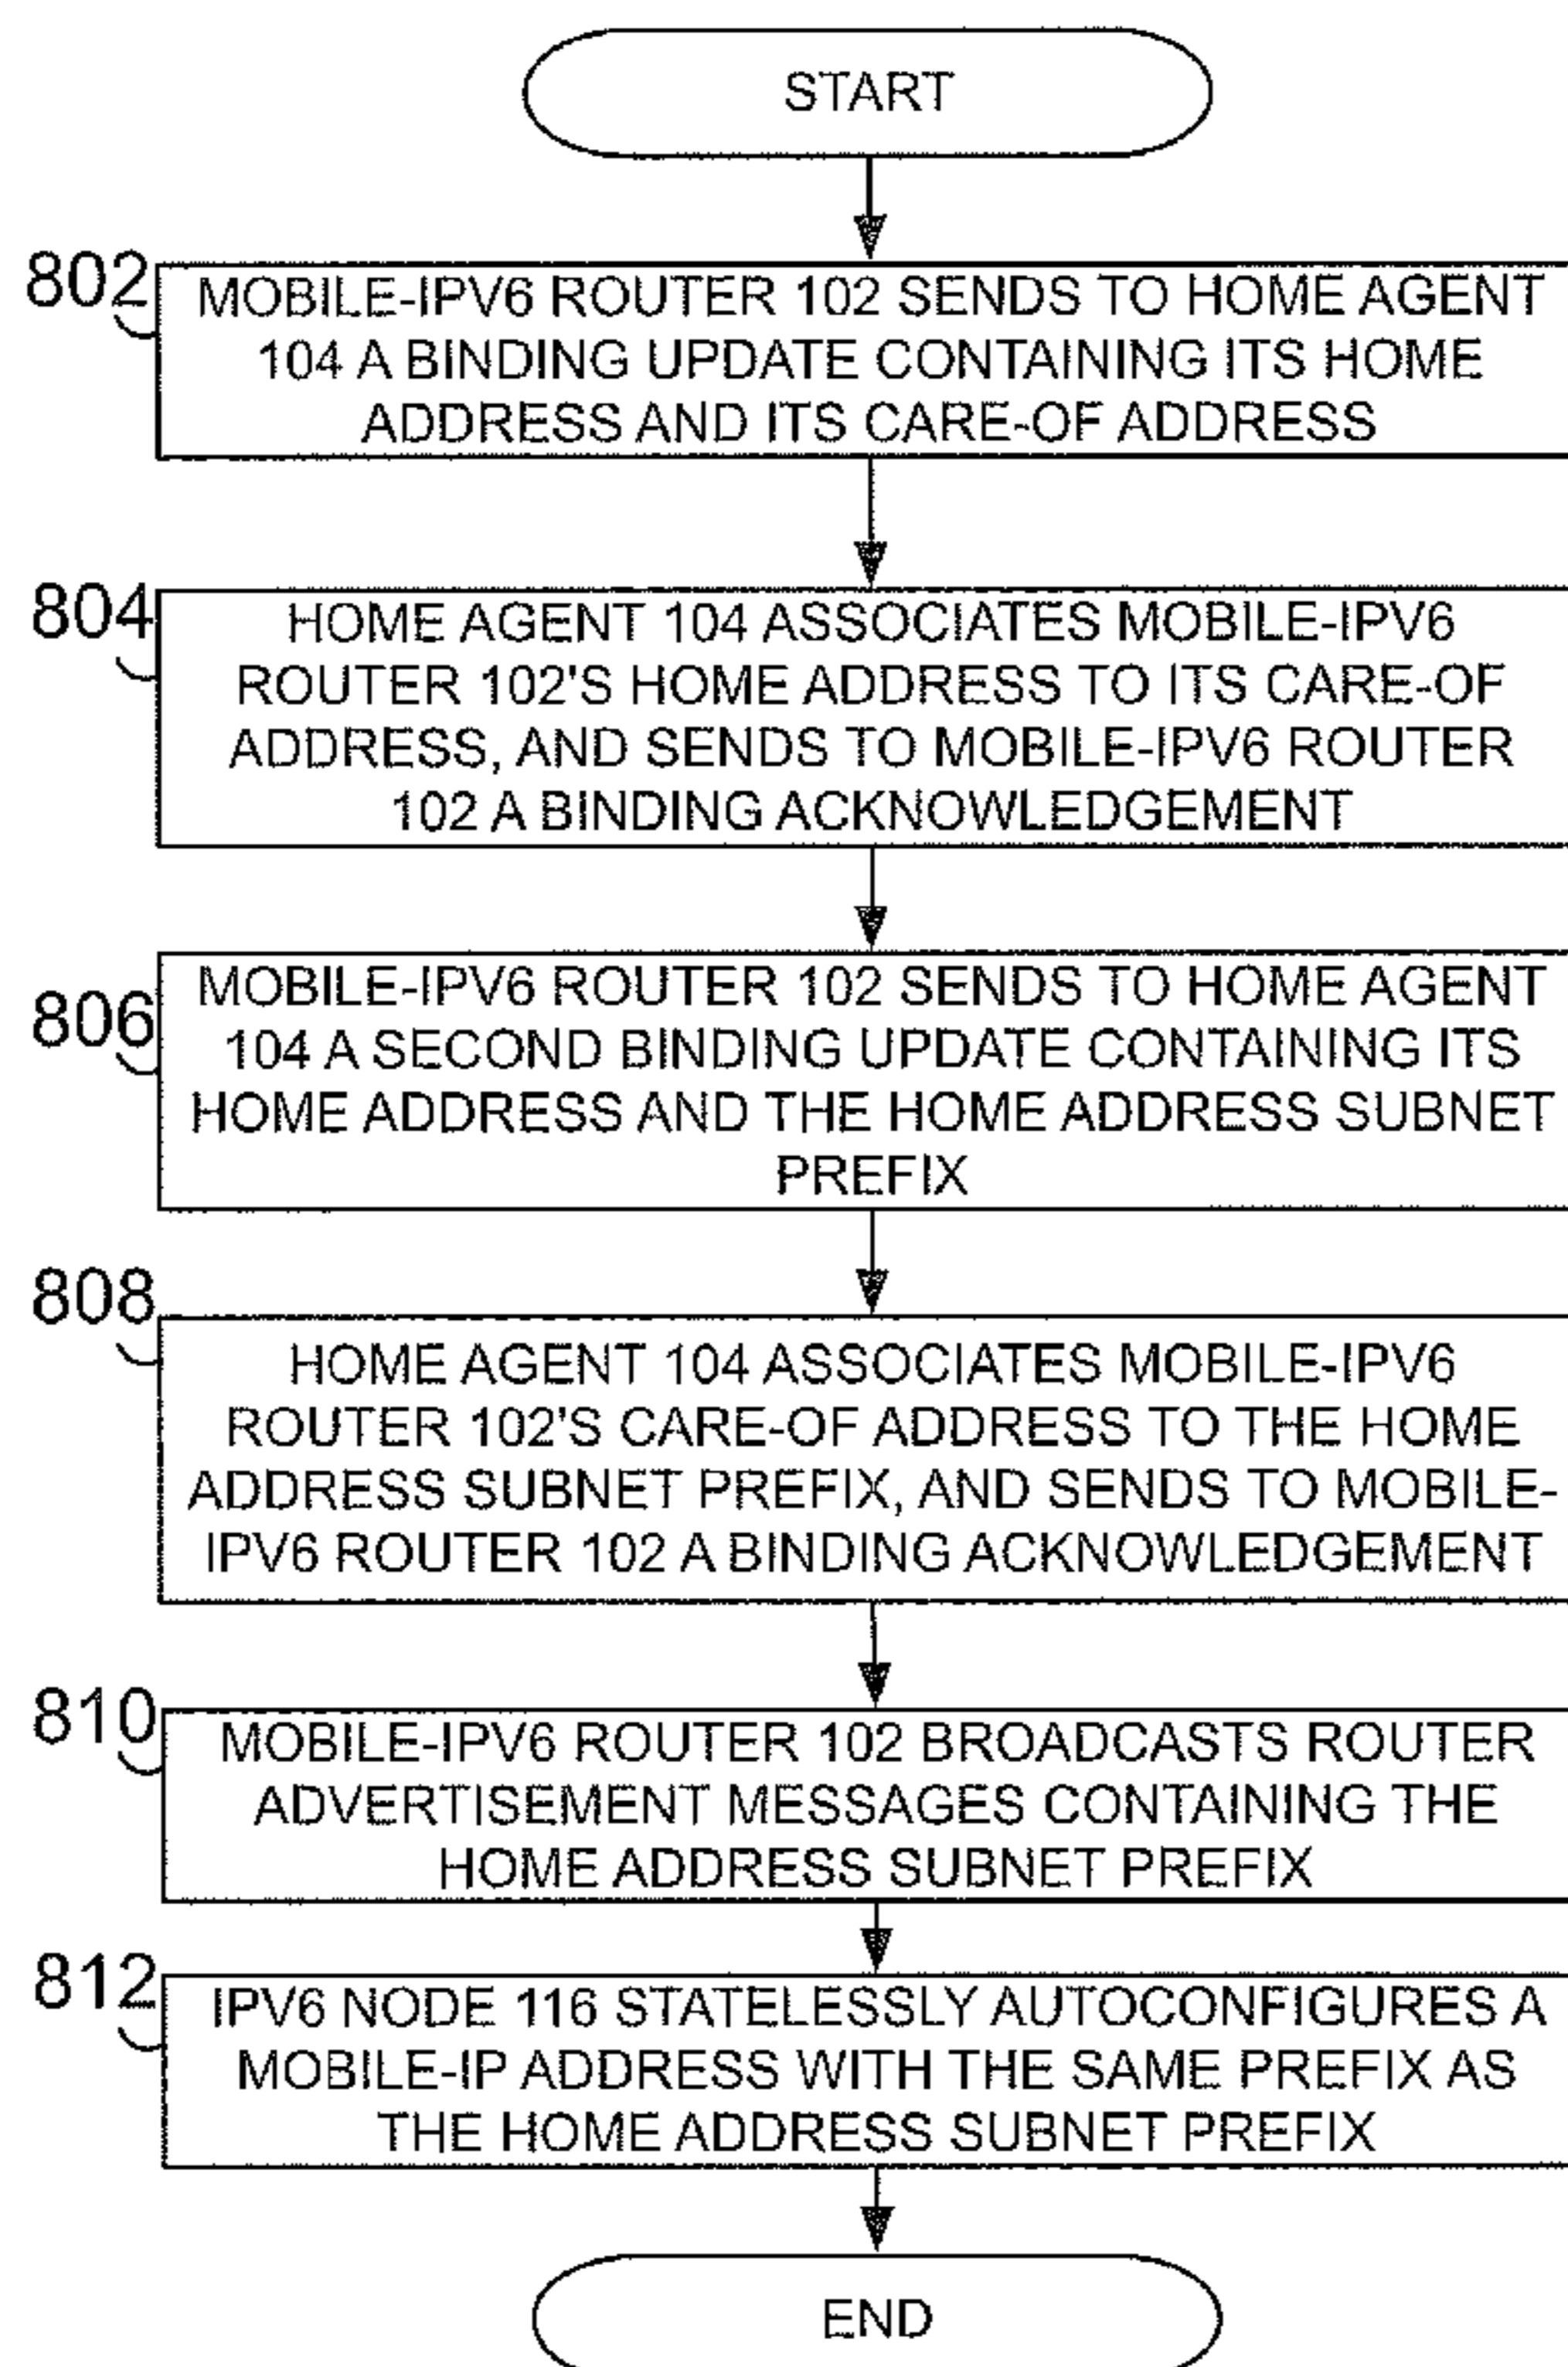 START
802
MOBILE-IPV6 ROUTER 102 SENDS TO HOME AGENT
104 A BINDING UPDATE CONTAINING ITS HOME
ADDRESS AND ITS CARE-OF ADDRESS
804
HOME AGENT 104 ASSOCIATES MOBILE-IPV6
ROUTER 102'S HOME ADDRESS TO ITS CARE-OF
ADDRESS, AND SENDS TO MOBILE-IPV6 ROUTER
102 A BINDING ACKNOWLEDGEMENT
806
MOBILE-IPV6 ROUTER 102 SENDS TO HOME AGENT
104 A SECOND BINDING UPDATE CONTAINING ITS
HOME ADDRESS AND THE HOME ADDRESS SUBNET
PREFIX
808
HOME AGENT 104 ASSOCIATES MOBILE-IPV6
ROUTER 102'S CARE-OF ADDRESS TO THE HOME
ADDRESS SUBNET PREFIX, AND SENDS TO MOBILE-
IPV6 ROUTER 102 A BINDING ACKNOWLEDGEMENT
810
MOBILE-IPV6 ROUTER 102 BROADCASTS ROUTER
ADVERTISEMENT MESSAGES CONTAINING THE
HOME ADDRESS SUBNET PREFIX
812
IPV6 NODE 116 STATELESSLY AUTOCONFIGURES A
MOBILE-IP ADDRESS WITH THE SAME PREFIX AS
THE HOME ADDRESS SUBNET PREFIX
END